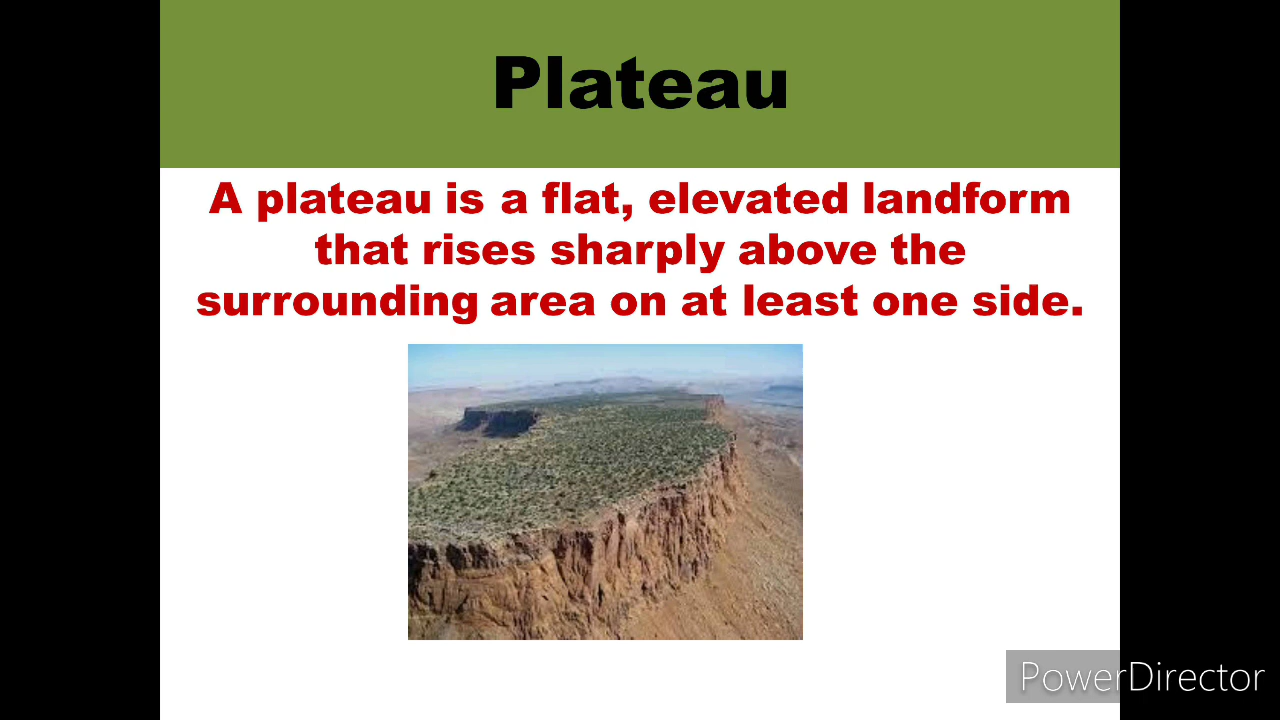 Plateau
A plateau is a flat, elevated landform
that rises sharply above the
surrounding area on at least one side.
PowerDirector